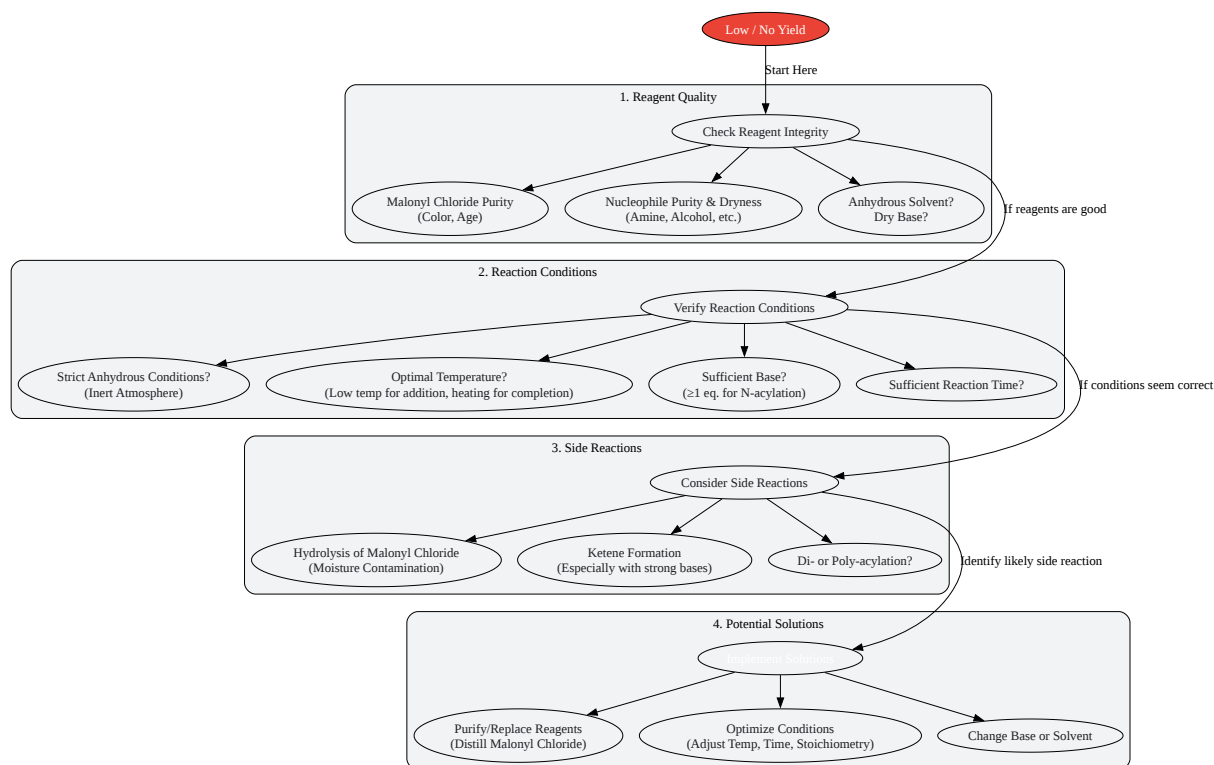 Low / No Yield
Start Here
1. Reagent Quality
Check Reagent Integrity
Malonyl Chloride Purity
(Color, Age)
Nucleophile Purity & Dryness
(Amine, Alcohol, etc.)
Anhydrous Solvent?
Dry Base?
If reagents are good
2. Reaction Conditions
Verify Reaction Conditions
Strict Anhydrous Conditions?
(Inert Atmosphere)
Optimal Temperature?
(Low temp for addition, heating for completion)
Sufficient Base?
(≥1 eq. for N-acylation)
Sufficient Reaction Time?
If conditions seem correct
3. Side Reactions
Consider Side Reactions
Hydrolysis of Malonyl Chloride
(Moisture Contamination)
Ketene Formation
(Especially with strong bases)
Di- or Poly-acylation?
Identify likely side reaction
4. Potential Solutions
Implement Solutions
Purify/Replace Reagents
(Distill Malonyl Chloride)
Optimize Conditions
(Adjust Temp, Time, Stoichiometry)
Change Base or Solvent